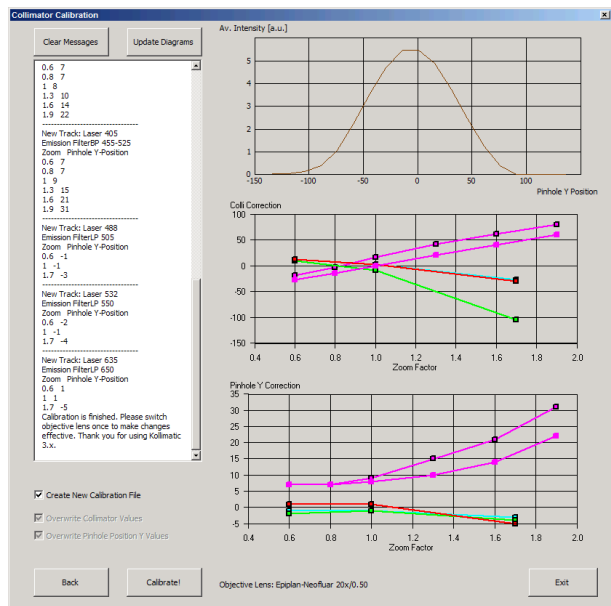 Collimator Calibration
Clear Messages
Update Diagrams
0.6 7
0.8 7
1 8
1.3 10
1.6 14
1.9 22
----------------------------------
New Track: Laser 405
Emission FilterBP 455-525
Zoom Pinhole Y-Position
0.6 7
0.8 7
1 9
1.3 15
1.6 21
1.9 31
----------------------------------
New Track: Laser 488
Emission FilterLP 505
Zoom Pinhole Y-Position
0.6 -1
1 -1
1.7 -3
----------------------------------
New Track: Laser 532
Emission FilterLP 550
Zoom Pinhole Y-Position
0.6 -2
1 -1
1.7 -4
----------------------------------
New Track: Laser 635
Emission FilterLP 650
Zoom Pinhole Y-Position
0.6 1
1 1
1.7 -5
Calibration is finished. Please switch
objective lens once to make changes
effective. Thank you for using Kollimatic
3.x.
Create New Calibration File
Overwrite Collimator Values
Overwrite Pinhole Position Y Values
Back
Calibrate!
Av. Intensity [a.u.]
5
4
3
2
1
0
-150 -100 -50 0 50 100
Pinhole Y Position
Colli Correction
100
50
0
-50
-100
-150
0.4 0.6 0.8 1.0 1.2 1.4 1.6 1.8 2.0
Zoom Factor
Pinhole Y Correction
35
30
25
20
15
10
5
0
-5
0.4 0.6 0.8 1.0 1.2 1.4 1.6 1.8 2.0
Zoom Factor
Objective Lens: Epiplan-Neofluar 20x/0.50
Exit